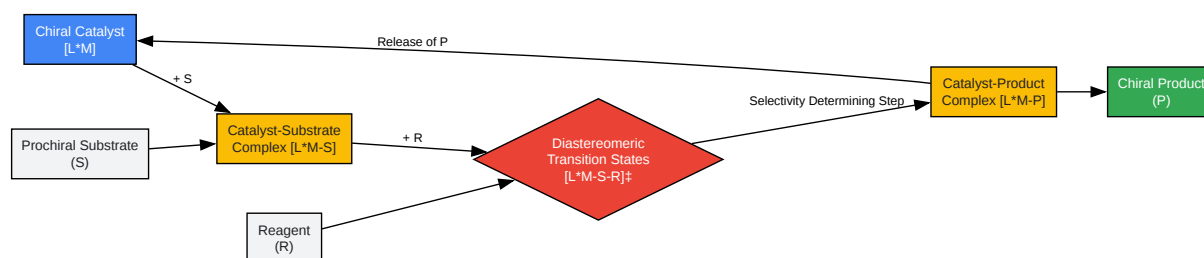 Chiral Catalyst
[L*M]
Release of P
+ S
Prochiral Substrate
(S)
Catalyst-Substrate
Complex [L*M-S]
+ R
Reagent
(R)
Diastereomeric
Transition States
[L*M-S-R]‡
Selectivity Determining Step
Catalyst-Product
Complex [L*M-P]
Chiral Product
(P)